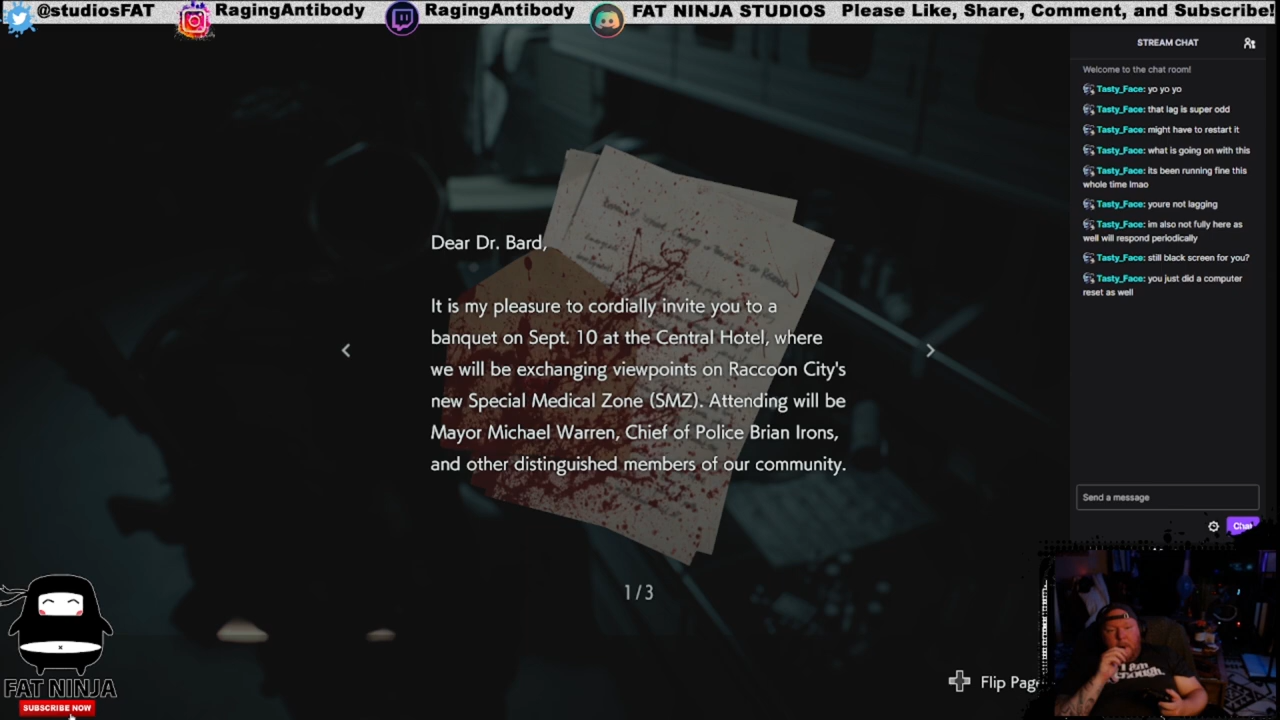 @studiosFAT RagingAntibody RagingAntibody FAT NINJA STUDIOS Please Like, Share, Comment, and Subscribe!
STREAM CHAT
Welcome to the chat room!
Tasty_Face: yo yo yo
Tasty_Face: that lag is super odd
Tasty_Face: might have to restart it
Tasty_Face: what is going on with this
Tasty_Face: its been running fine this
whole time lmao
Tasty_Face: youre not lagging
Tasty_Face: im also not fully here as
well will respond periodically
Tasty_Face: still black screen for you?
Tasty_Face: you just did a computer
reset as well
Send a message
Chat
Dear Dr. Bard,
It is my pleasure to cordially invite you to a
banquet on Sept. 10 at the Central Hotel, where
we will be exchanging viewpoints on Raccoon City's
new Special Medical Zone (SMZ). Attending will be
Mayor Michael Warren, Chief of Police Brian Irons,
and other distinguished members of our community.
1/3
Flip Pag
FAT NINJA
SUBSCRIBE NOW
I am
enough.